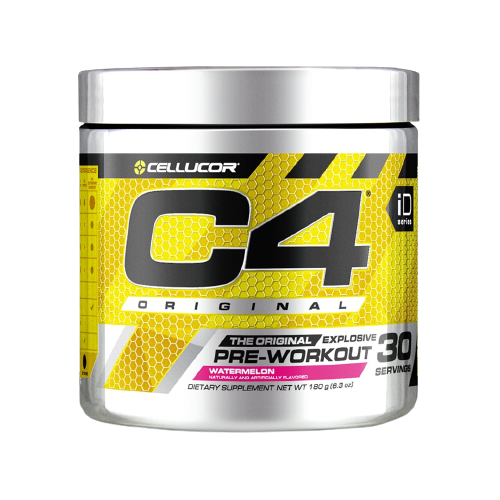 CELLUCOR®
C4®
iD
series
ORIGINAL
THE ORIGINAL EXPLOSIVE
PRE-WORKOUT
30
SERVINGS
WATERMELON
NATURALLY AND ARTIFICIALLY FLAVORED
DIETARY SUPPLEMENT NET WT 180 g (6.3 oz)